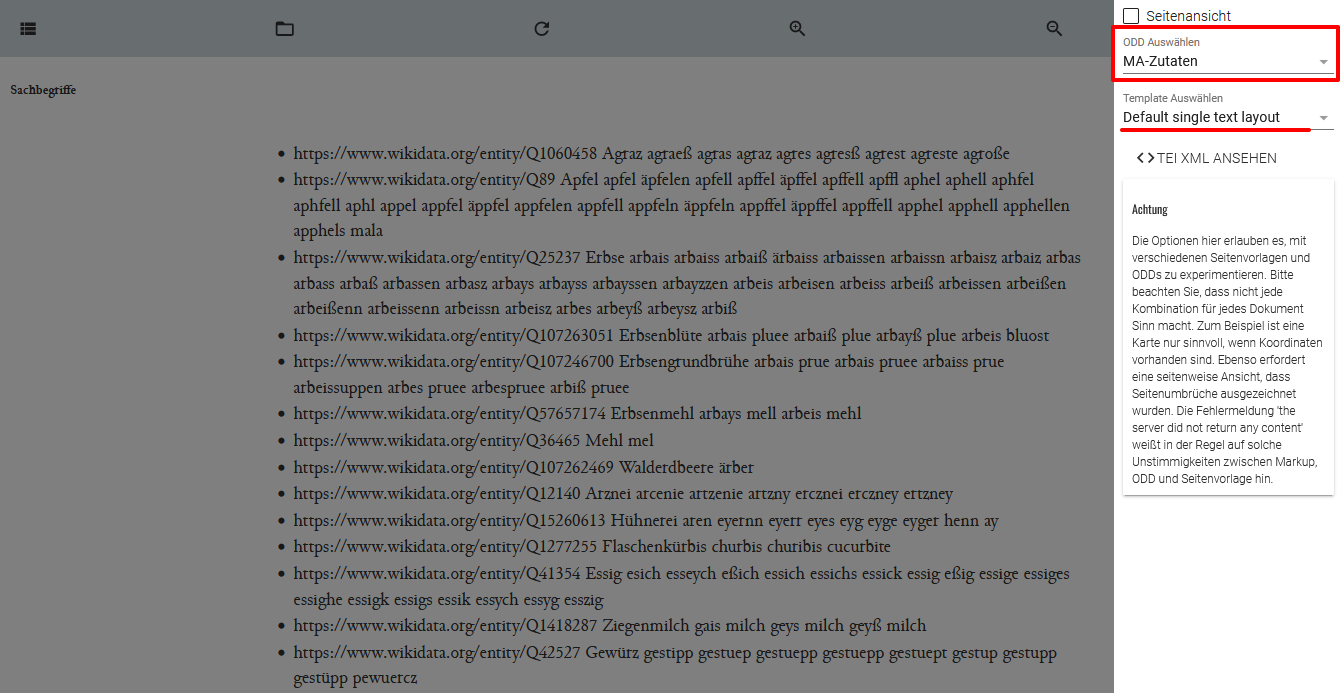 Sachbegriffe
https://www.wikidata.org/entity/Q1060458 Agraz agraeß agras agraz agres agresß agrest agreste agroße
https://www.wikidata.org/entity/Q89 Apfel apfel äpfelen apfell apffel äpffel apffell apffl aphel aphell aphfel
aphfell aphl appel appfel äppfel appfelen appfell appfeln äppfeln appffel äppffel appffell apphel apphell apphellen
apphels mala
https://www.wikidata.org/entity/Q25237 Erbse arbais arbaiss arbaiß ärbaiss arbaissen arbaissn arbaisz arbaiz arbas
arbass arbaß arbassen arbasz arbays arbayss arbayssen arbayzzen arbeis arbeisen arbeiss arbeiß arbeissen arbeißen
arbeißenn arbeissenn arbeissn arbeisz arbes arbeyß arbeysz arbiß
https://www.wikidata.org/entity/Q107263051 Erbsenblüte arbais pluee arbaiß plue arbayß plue arbeis bluost
https://www.wikidata.org/entity/Q107246700 Erbsengrundbrühe arbais prue arbais pruee arbaiss prue
arbeissuppen arbes pruee arbespruee arbiß pruee
https://www.wikidata.org/entity/Q57657174 Erbsenmehl arbays mell arbeis mehl
https://www.wikidata.org/entity/Q36465 Mehl mel
https://www.wikidata.org/entity/Q107262469 Walderdbeere ärber
https://www.wikidata.org/entity/Q12140 Arznei arcenie artzenie artzny ercznei erczney ertzney
https://www.wikidata.org/entity/Q15260613 Hühnerei aren eyernn eyerr eyes eyg eyge eyger henn ay
https://www.wikidata.org/entity/Q1277255 Flaschenkürbis churbis churibis cucurbite
https://www.wikidata.org/entity/Q41354 Essig esich esseych eßich essich essichs essick essig eßig essige essiges
essighe essigk essigs essik essych essyg esszig
https://www.wikidata.org/entity/Q1418287 Ziegenmilch gais milch geys milch geyß milch
https://www.wikidata.org/entity/Q42527 Gewürz gestipp gestuep gestuepp gestuepp gestuept gestup gestupp
gestüpp pewuercz
Seitenansicht
ODD Auswählen
MA-Zutaten
Template Auswählen
Default single text layout
TEI XML ANSEHEN
Achtung
Die Optionen hier erlauben es, mit
verschiedenen Seitenvorlagen und
ODDs zu experimentieren. Bitte
beachten Sie, dass nicht jede
Kombination für jedes Dokument
Sinn macht. Zum Beispiel ist eine
Karte nur sinnvoll, wenn Koordinaten
vorhanden sind. Ebenso erfordert
eine seitenweise Ansicht, dass
Seitenumbrüche ausgezeichnet
wurden. Die Fehlermeldung 'the
server did not return any content'
weißt in der Regel auf solche
Unstimmigkeiten zwischen Markup,
ODD und Seitenvorlage hin.